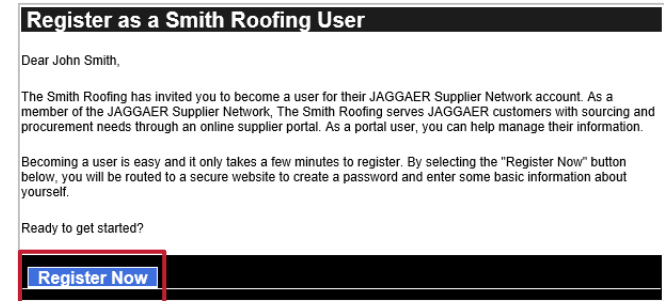 Register as a Smith Roofing User
Dear John Smith,
The Smith Roofing has invited you to become a user for their JAGGAER Supplier Network account. As a
member of the JAGGAER Supplier Network, The Smith Roofing serves JAGGAER customers with sourcing and
procurement needs through an online supplier portal. As a portal user, you can help manage their information.
Becoming a user is easy and it only takes a few minutes to register. By selecting the "Register Now" button
below, you will be routed to a secure website to create a password and enter some basic information about
yourself.
Ready to get started?
Register Now